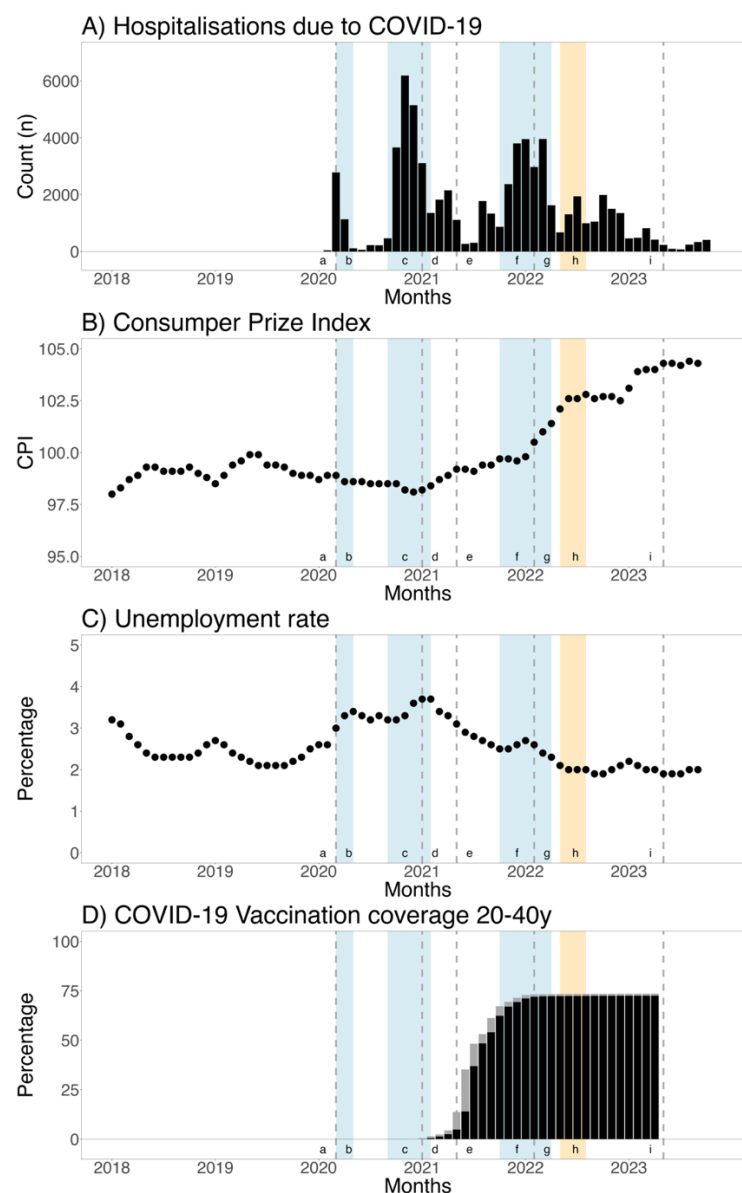 A) Hospitalisations due to COVID-19
Count (n)
6000
4000
2000
0
a b c d e f g h i
2018 2019 2020 2021 2022 2023
Months
B) Consumper Prize Index
CPI
105.0
102.5
100.0
97.5
95.0
a b c d e f g h i
2018 2019 2020 2021 2022 2023
Months
C) Unemployment rate
Percentage
5
4
3
2
1
0
a b c d e f g h i
2018 2019 2020 2021 2022 2023
Months
D) COVID-19 Vaccination coverage 20-40y
Percentage
100
75
50
25
0
a b c d e f g h i
2018 2019 2020 2021 2022 2023
Months